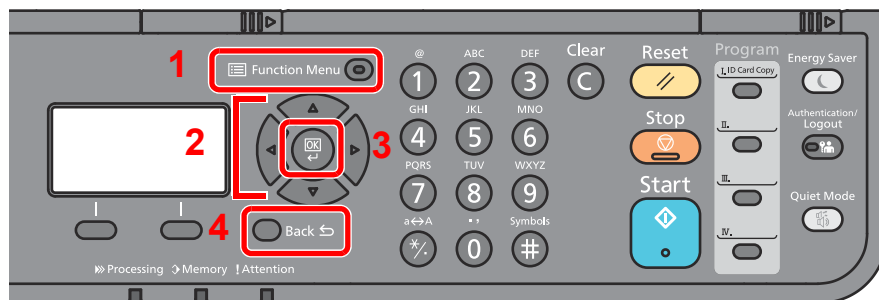 @ ABC DEF Clear Reset Program Energy Saver
1 Function Menu 1 2 3 C I. ID Card Copy
GHI JKL MNO Stop II. Authentication/
Logout
2 OK 3 4 5 6
PQRS TUV WXYZ Start III. Quiet Mode
7 8 9
a↔A . , Symbols IV.
4 Back */. 0 #
Processing Memory ! Attention